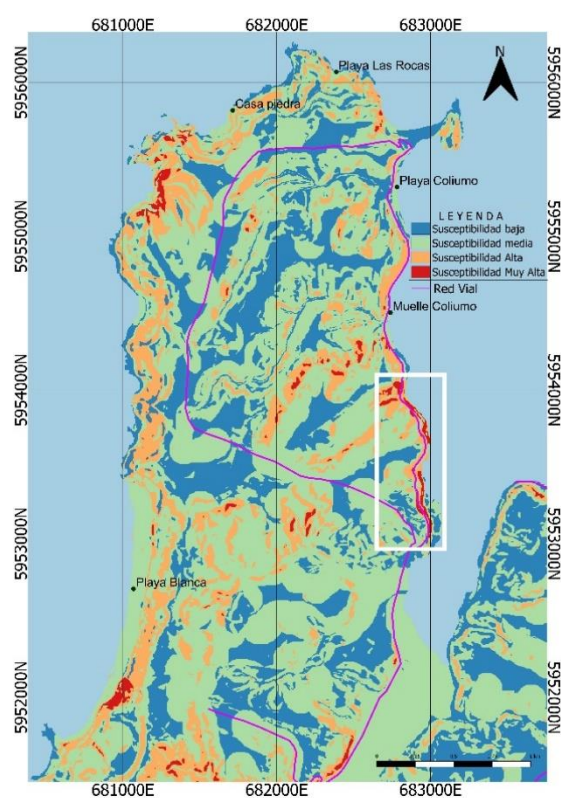 681000E 682000E 683000E
5956000N
5955000N
5954000N
5953000N
5952000N
N
Playa Las Rocas
Casa piedra
Playa Coliumo
LEYENDA
Susceptibilidad baja
Susceptibilidad media
Susceptibilidad Alta
Susceptibilidad Muy Alta
Red Vial
Muelle Coliumo
Playa Blanca
5956000N
5955000N
5954000N
5953000N
5952000N
681000E 682000E 683000E